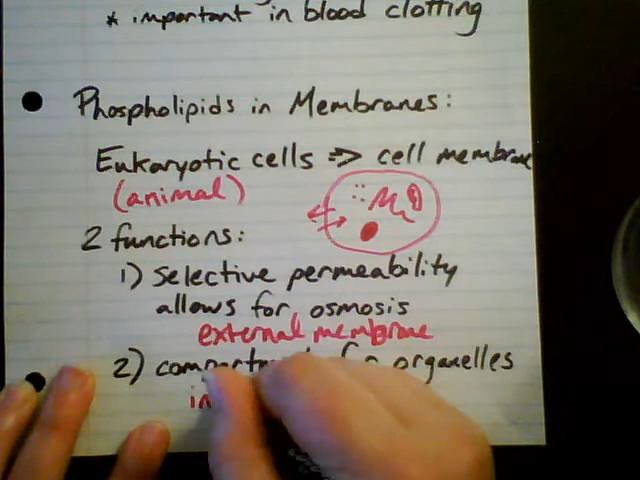 * important in blood clotting
Phospholipids in Membranes:
Eukaryotic cells => cell membrane
(animal)
2 functions:
1) selective permeability
allows for osmosis
external membrane
2) organelles